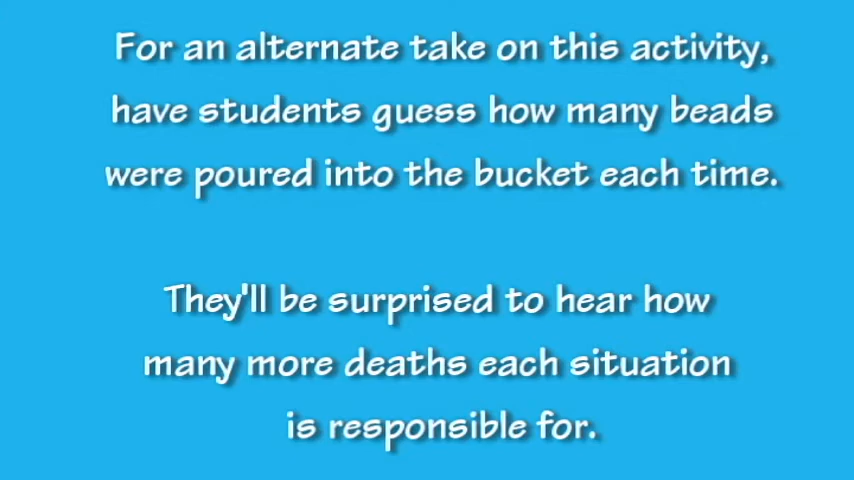 For an alternate take on this activity,
have students guess how many beads
were poured into the bucket each time.
They'll be surprised to hear how
many more deaths each situation
is responsible for.